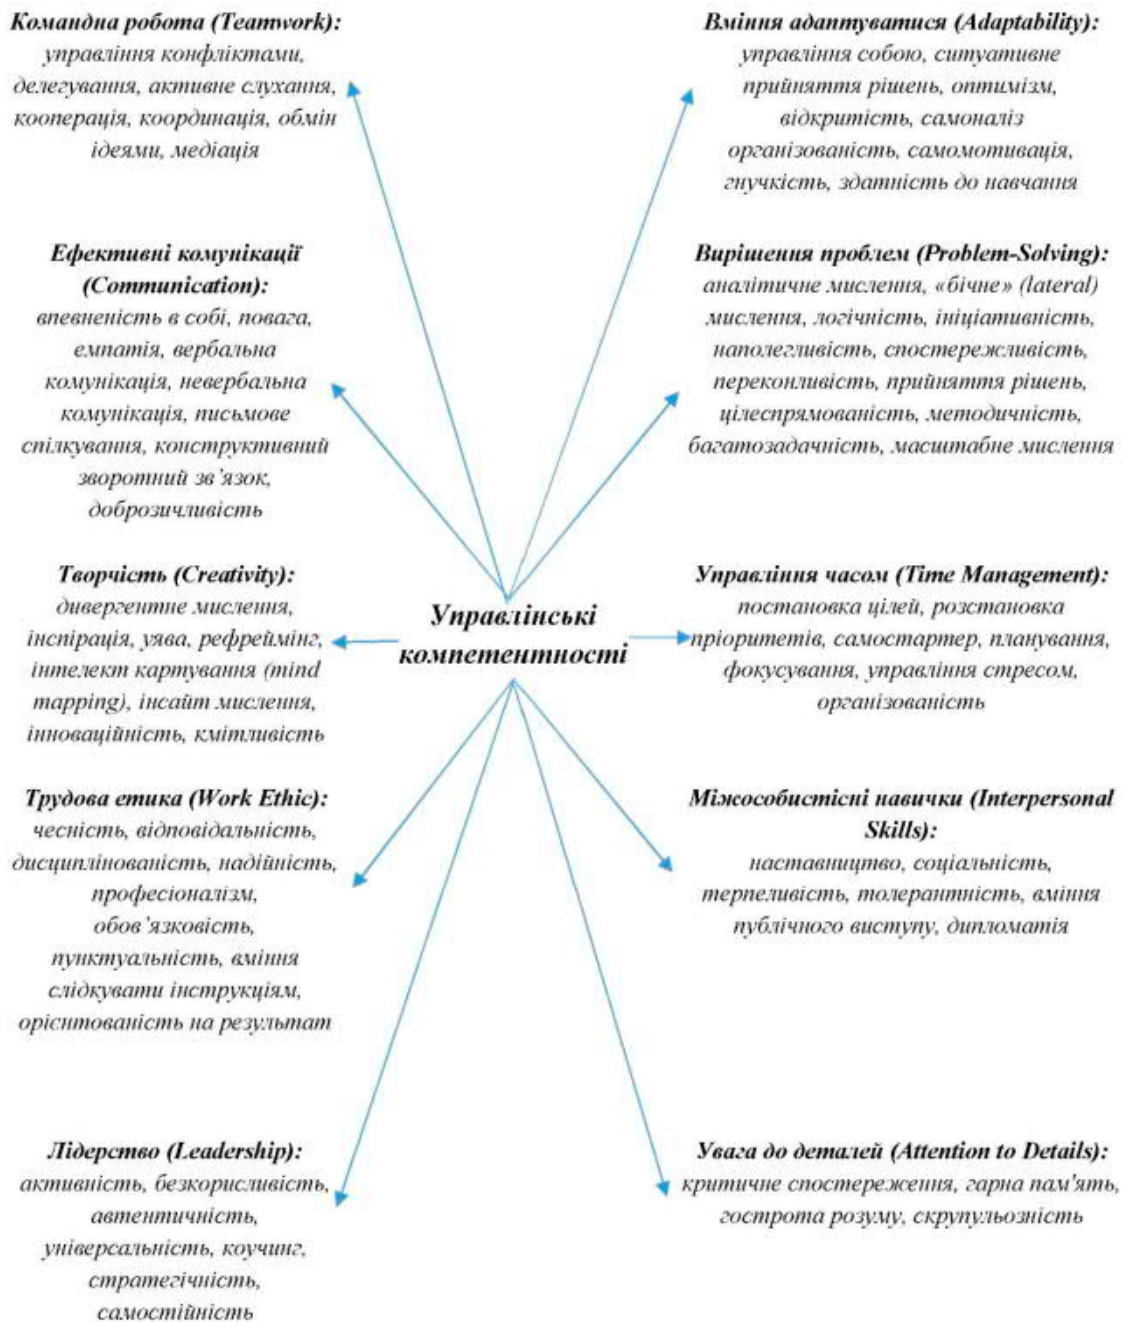 Командна робота (Teamwork):
управління конфліктами,
делегування, активне слухання,
кооперація, координація, обмін
ідеями, медіація
Вміння адаптуватися (Adaptability):
управління собою, ситуативне
прийняття рішень, оптимізм,
відкритість, самоналіз
організованість, самомотивація,
гнучкість, здатність до навчання
Ефективні комунікації
(Communication):
впевненість в собі, повага,
емпатія, вербальна
комунікація, невербальна
комунікація, письмове
спілкування, конструктивний
зворотний зв’язок,
доброзичливість
Вирішення проблем (Problem-Solving):
аналітичне мислення, «бічне» (lateral)
мислення, логічність, ініціативність,
наполегливість, спостережливість,
переконливість, прийняття рішень,
цілеспрямованість, методичність,
багатозадачність, масштабне мислення
Творчість (Creativity):
дивергентне мислення,
інспірація, уява, рефреймінг,
інтелект картування (mind
mapping), інсайт мислення,
інноваційність, кмітливість
Управлінські
компетентності
Управління часом (Time Management):
постановка цілей, розстановка
пріоритетів, самостартер, планування,
фокусування, управління стресом,
організованість
Трудова етика (Work Ethic):
чесність, відповідальність,
дисциплінованість, надійність,
професіоналізм,
обов’язковість,
пунктуальність, вміння
слідкувати інструкціям,
орієнтованість на результат
Міжособистісні навички (Interpersonal
Skills):
наставництво, соціальність,
терпеливість, толерантність, вміння
публічного виступу, дипломатія
Лідерство (Leadership):
активність, безкорисливість,
автентичність,
універсальність, коучинг,
стратегічність,
самостійність
Увага до деталей (Attention to Details):
критичне спостереження, гарна пам'ять,
гострота розуму, скрупульозність